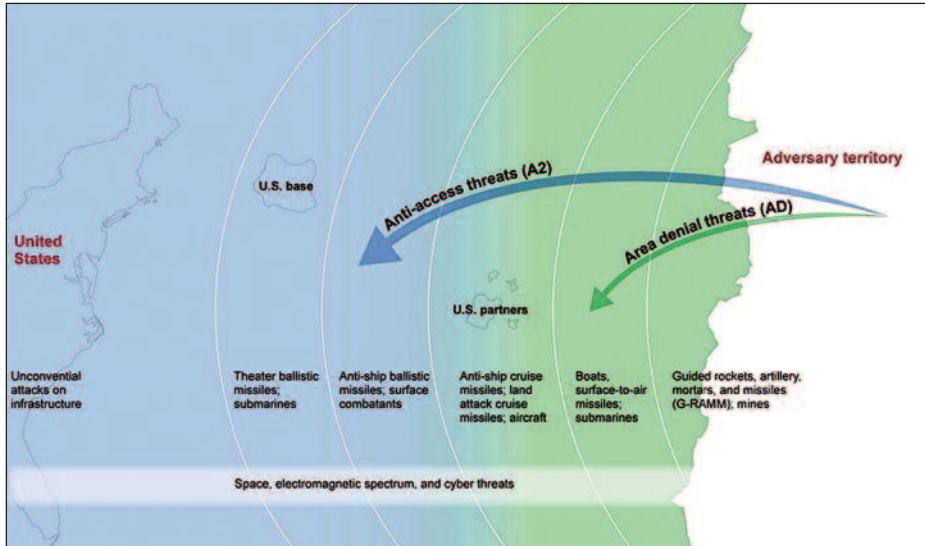 Adversary territory
Anti-access threats (A2)
U.S. base
Area denial threats (AD)
United
States
U.S. partners
Unconvential
attacks on
infrastructure
Theater ballistic
missiles;
submarines
Anti-ship ballistic
missiles; surface
combatants
Anti-ship cruise
missiles; land
attack cruise
missiles; aircraft
Boats,
surface-to-air
missiles;
submarines
Guided rockets, artillery,
mortars, and missiles
(G-RAMM); mines
Space, electromagnetic spectrum, and cyber threats